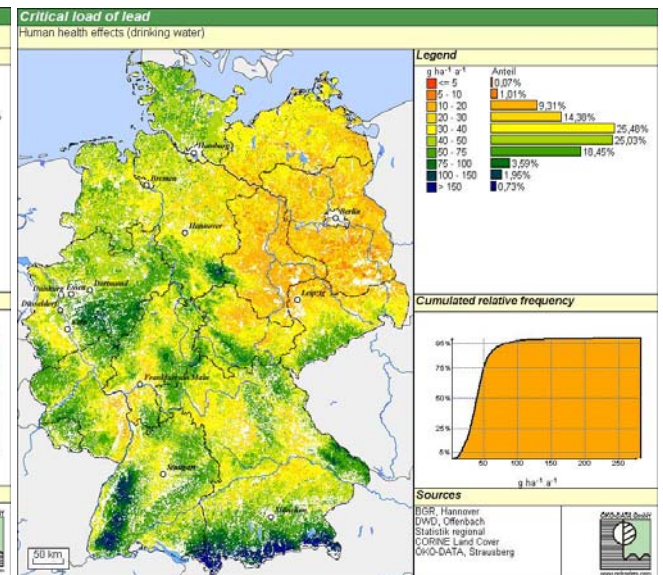 Critical load of lead
Human health effects (drinking water)
Hamburg
Bremen
Berlin
Hannover
Duisburg Essen Dortmund
Düsseldorf
Leipzig
Frankfurt am Main
Stuttgart
München
50 km
Legend
g ha⁻¹ a⁻¹ Anteil
<= 5 0,07%
5 - 10 1,01%
10 - 20 9,31%
20 - 30 14,38%
30 - 40 25,48%
40 - 50 25,03%
50 - 75 18,45%
75 - 100 3,59%
100 - 150 1,95%
> 150 0,73%
Cumulated relative frequency
95%
75%
50%
25%
5%
50 100 150 200 250
g ha⁻¹ a⁻¹
Sources
BGR, Hannover
DWD, Offenbach
Statistik regional
CORINE Land Cover
ÖKO-DATA, Strausberg
ÖKO-DATA GmbH